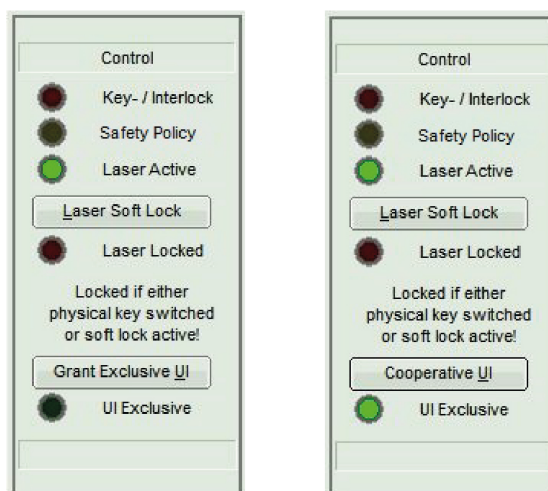 Control
Key- / Interlock
Safety Policy
Laser Active
Laser Soft Lock
Laser Locked
Locked if either
physical key switched
or soft lock active!
Grant Exclusive UI
UI Exclusive
Control
Key- / Interlock
Safety Policy
Laser Active
Laser Soft Lock
Laser Locked
Locked if either
physical key switched
or soft lock active!
Cooperative UI
UI Exclusive